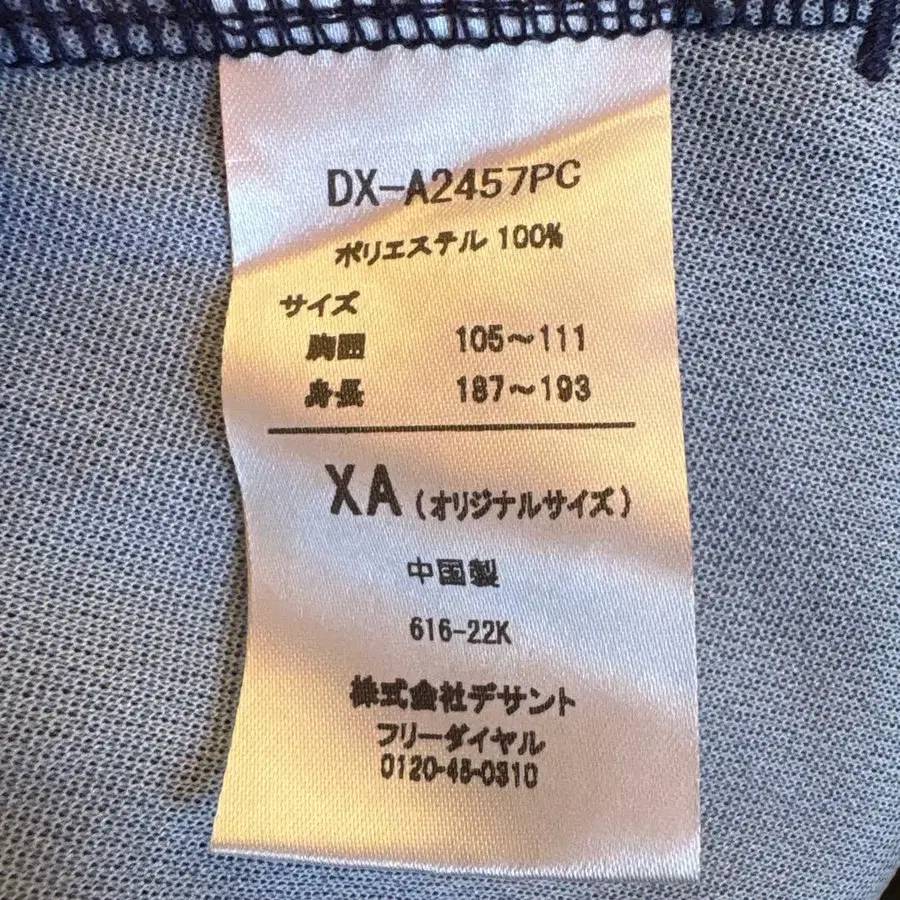 DX-A2457PC
ポリエステル 100%
サイズ
胸囲 105〜111
身長 187〜193
XA (オリジナルサイズ)
中国製
616-22K
株式会社デサント
フリーダイヤル
0120-46-0310